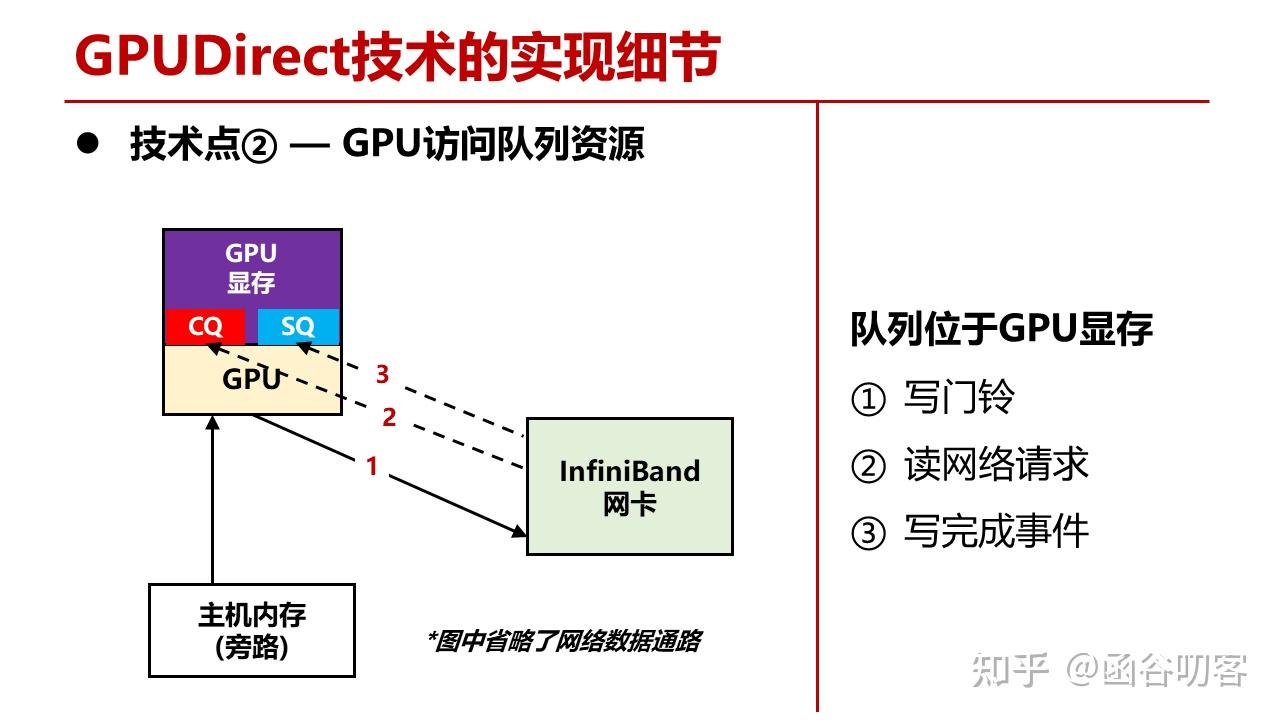 GPUDirect技术的实现细节
● 技术点② — GPU访问队列资源
GPU
显存
CQ
SQ
GPU
3
2
1
InfiniBand
网卡
主机内存
(旁路)
*图中省略了网络数据通路
队列位于GPU显存
① 写门铃
② 读网络请求
③ 写完成事件
知乎 @函谷叨客